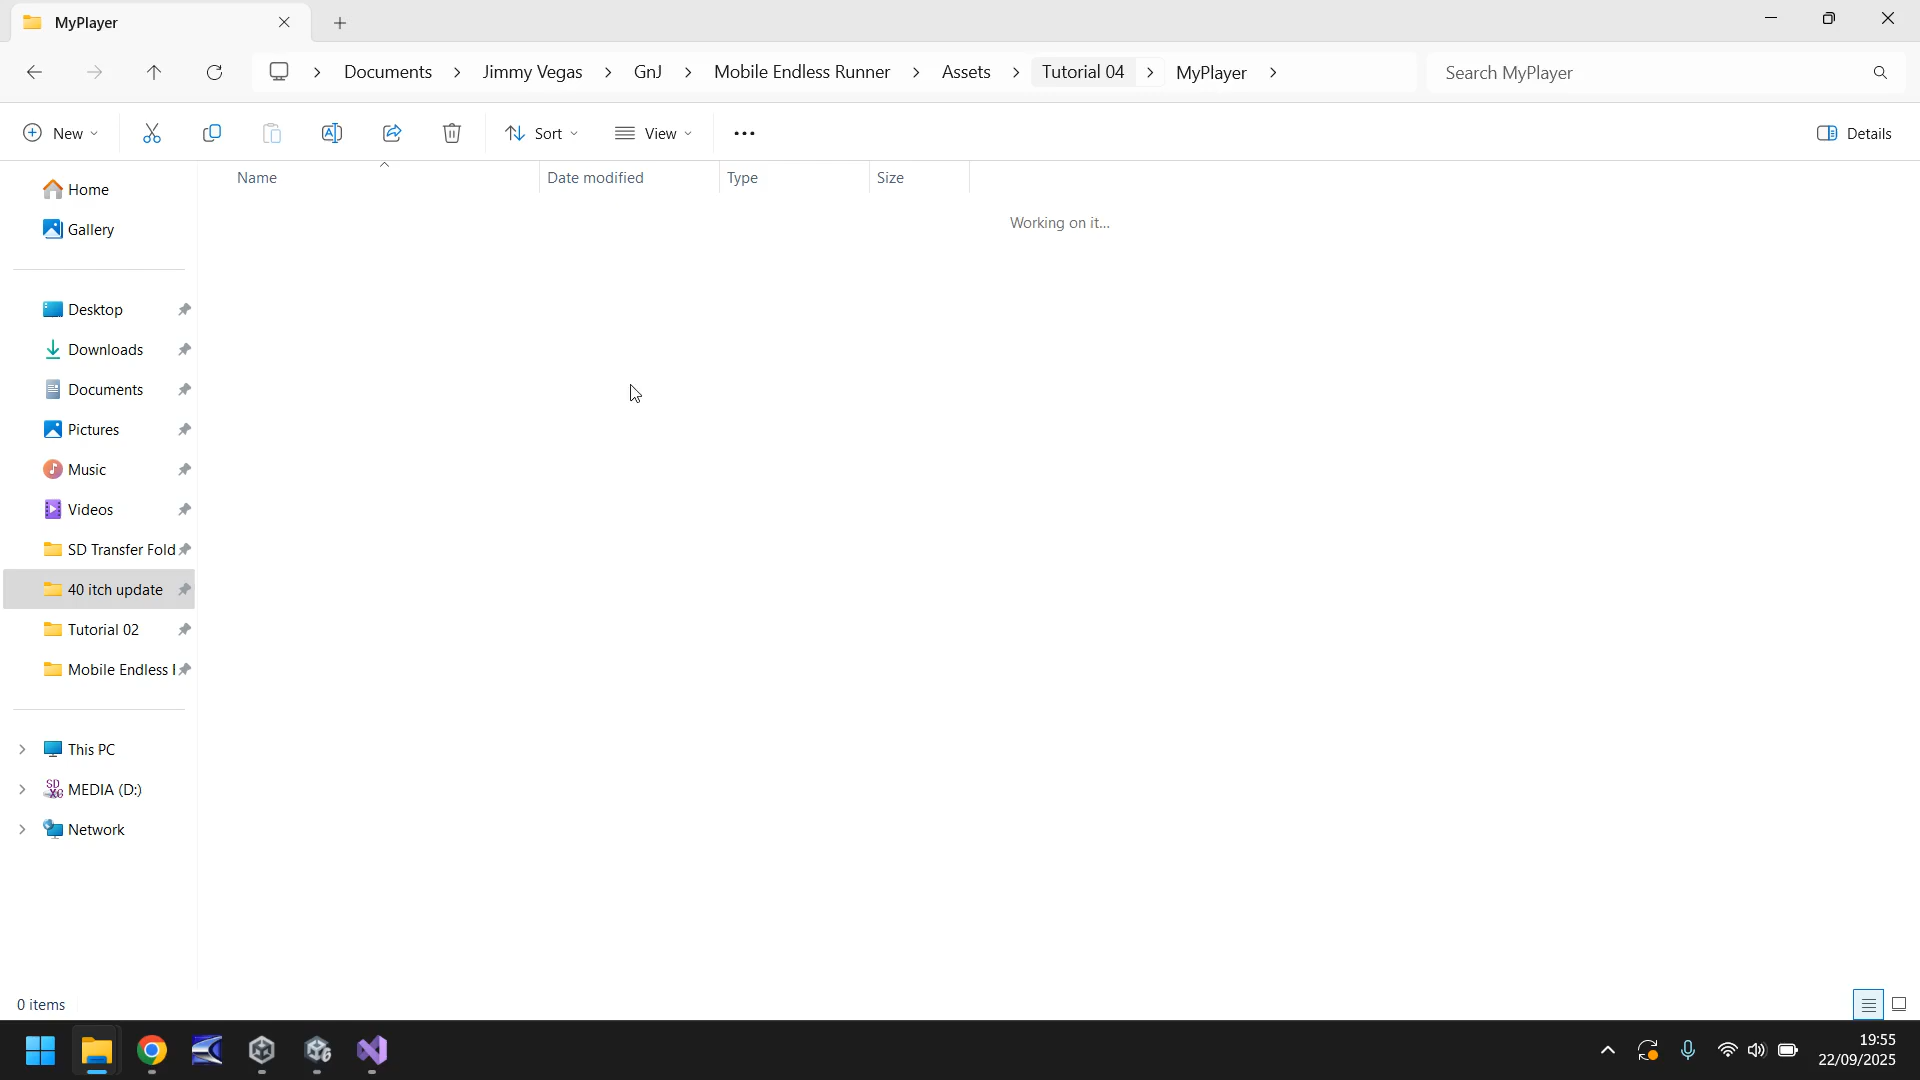 MyPlayer
Documents > Jimmy Vegas > GnJ > Mobile Endless Runner > Assets > Tutorial 04 > MyPlayer >
Search MyPlayer
New
Sort
View
Details
Name
Date modified
Type
Size
Working on it...
Home
Gallery
Desktop
Downloads
Documents
Pictures
Music
Videos
SD Transfer Fold
40 itch update
Tutorial 02
Mobile Endless
This PC
MEDIA (D:)
Network
0 items
19:55
22/09/2025